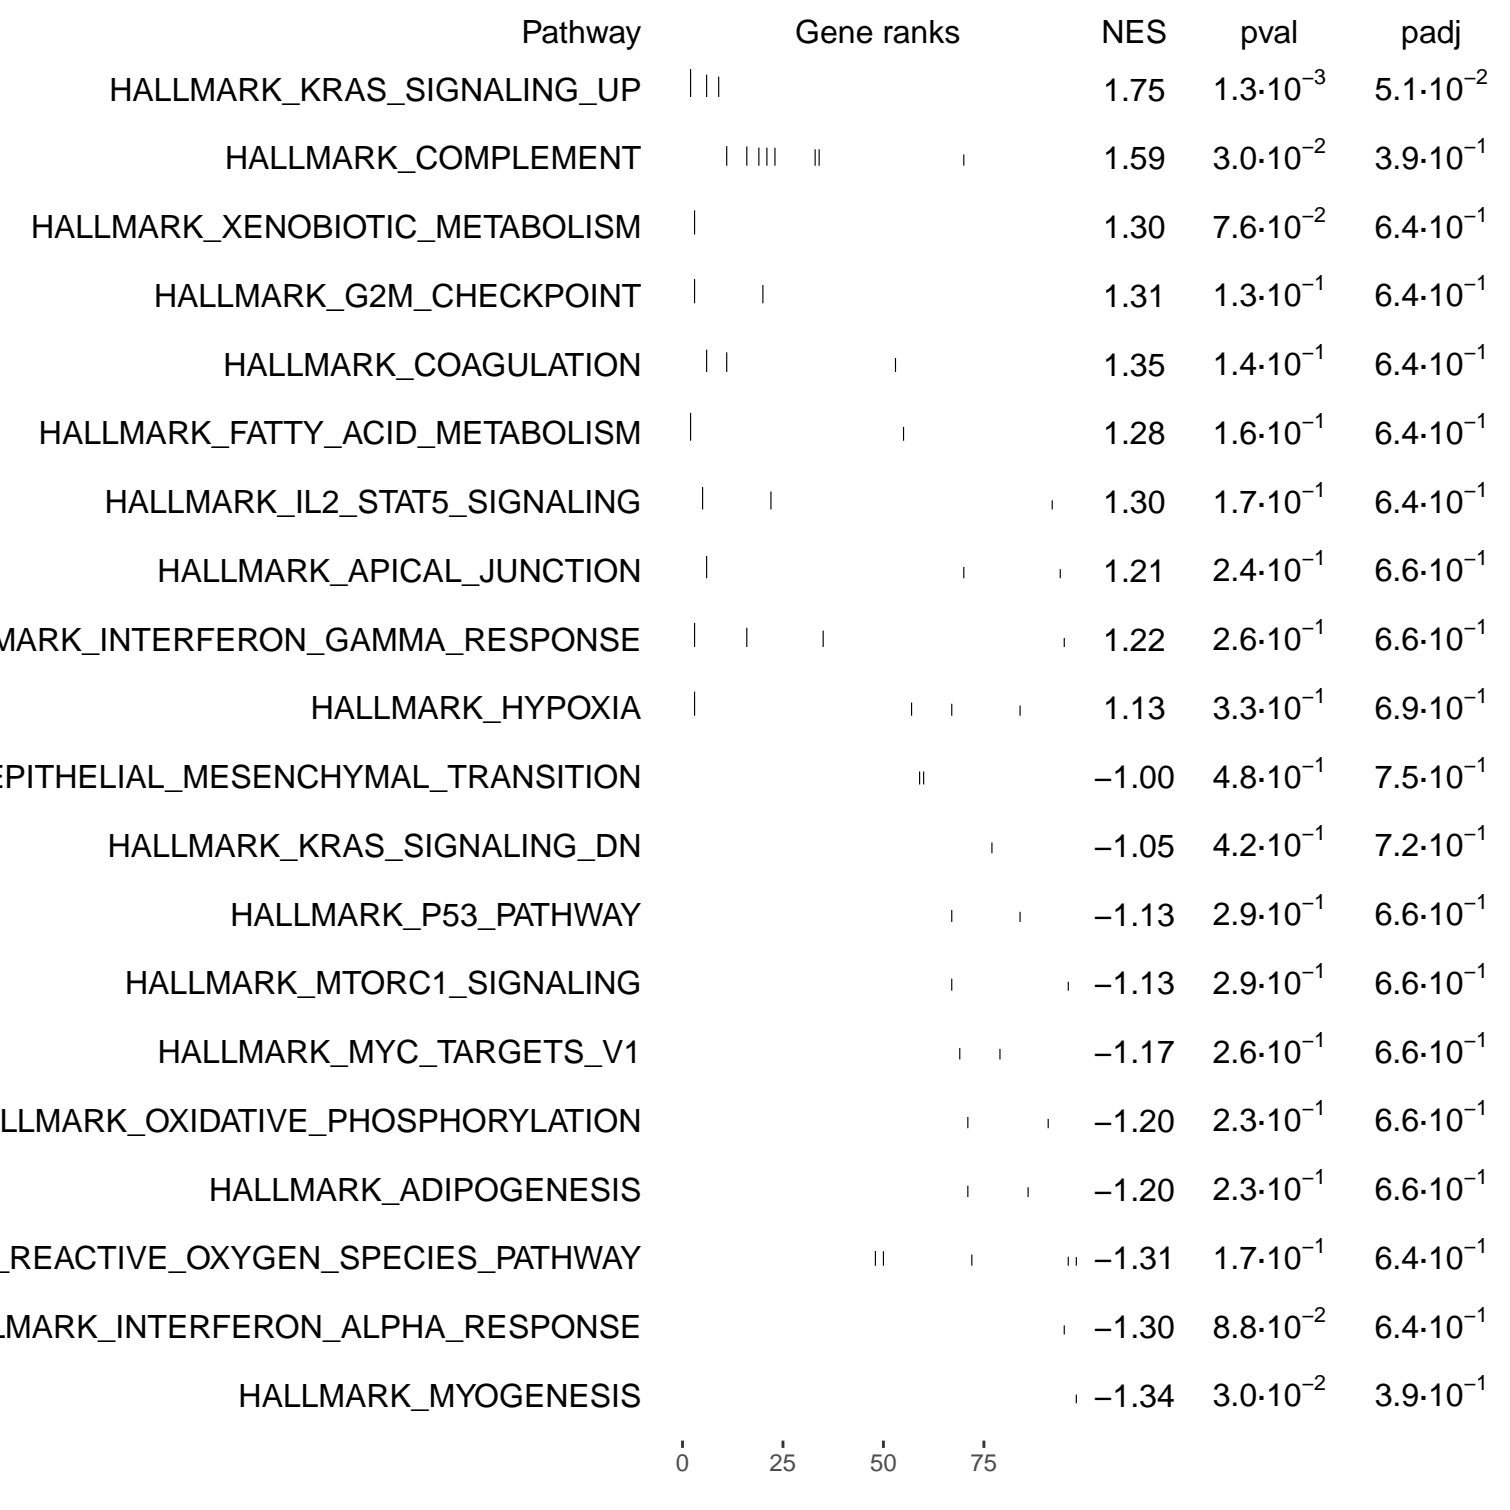 Pathway Gene ranks NES pval padj
HALLMARK_KRAS_SIGNALING_UP 1.75 1.3·10⁻³ 5.1·10⁻²
HALLMARK_COMPLEMENT 1.59 3.0·10⁻² 3.9·10⁻¹
HALLMARK_XENOBIOTIC_METABOLISM 1.30 7.6·10⁻² 6.4·10⁻¹
HALLMARK_G2M_CHECKPOINT 1.31 1.3·10⁻¹ 6.4·10⁻¹
HALLMARK_COAGULATION 1.35 1.4·10⁻¹ 6.4·10⁻¹
HALLMARK_FATTY_ACID_METABOLISM 1.28 1.6·10⁻¹ 6.4·10⁻¹
HALLMARK_IL2_STAT5_SIGNALING 1.30 1.7·10⁻¹ 6.4·10⁻¹
HALLMARK_APICAL_JUNCTION 1.21 2.4·10⁻¹ 6.6·10⁻¹
MARK_INTERFERON_GAMMA_RESPONSE 1.22 2.6·10⁻¹ 6.6·10⁻¹
HALLMARK_HYPOXIA 1.13 3.3·10⁻¹ 6.9·10⁻¹
EPITHELIAL_MESENCHYMAL_TRANSITION −1.00 4.8·10⁻¹ 7.5·10⁻¹
HALLMARK_KRAS_SIGNALING_DN −1.05 4.2·10⁻¹ 7.2·10⁻¹
HALLMARK_P53_PATHWAY −1.13 2.9·10⁻¹ 6.6·10⁻¹
HALLMARK_MTORC1_SIGNALING −1.13 2.9·10⁻¹ 6.6·10⁻¹
HALLMARK_MYC_TARGETS_V1 −1.17 2.6·10⁻¹ 6.6·10⁻¹
LLMARK_OXIDATIVE_PHOSPHORYLATION −1.20 2.3·10⁻¹ 6.6·10⁻¹
HALLMARK_ADIPOGENESIS −1.20 2.3·10⁻¹ 6.6·10⁻¹
_REACTIVE_OXYGEN_SPECIES_PATHWAY −1.31 1.7·10⁻¹ 6.4·10⁻¹
LMARK_INTERFERON_ALPHA_RESPONSE −1.30 8.8·10⁻² 6.4·10⁻¹
HALLMARK_MYOGENESIS −1.34 3.0·10⁻² 3.9·10⁻¹
0 25 50 75